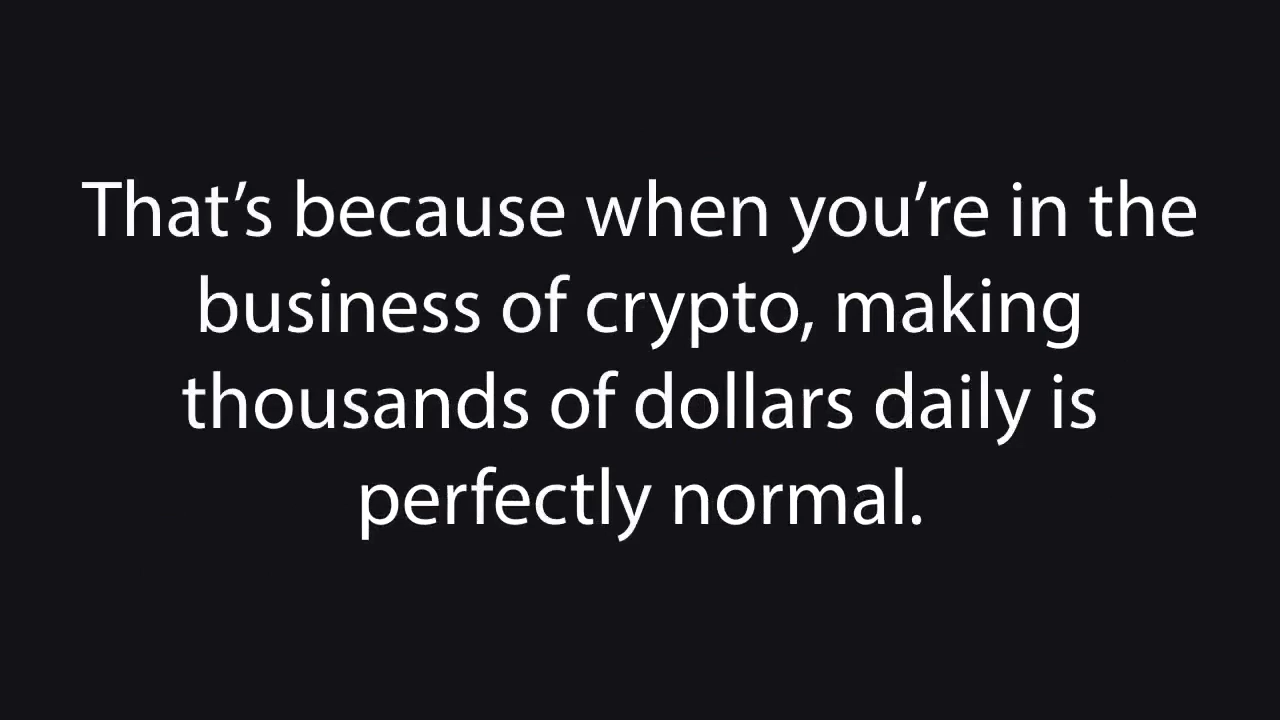 That’s because when you’re in the
business of crypto, making
thousands of dollars daily is
perfectly normal.